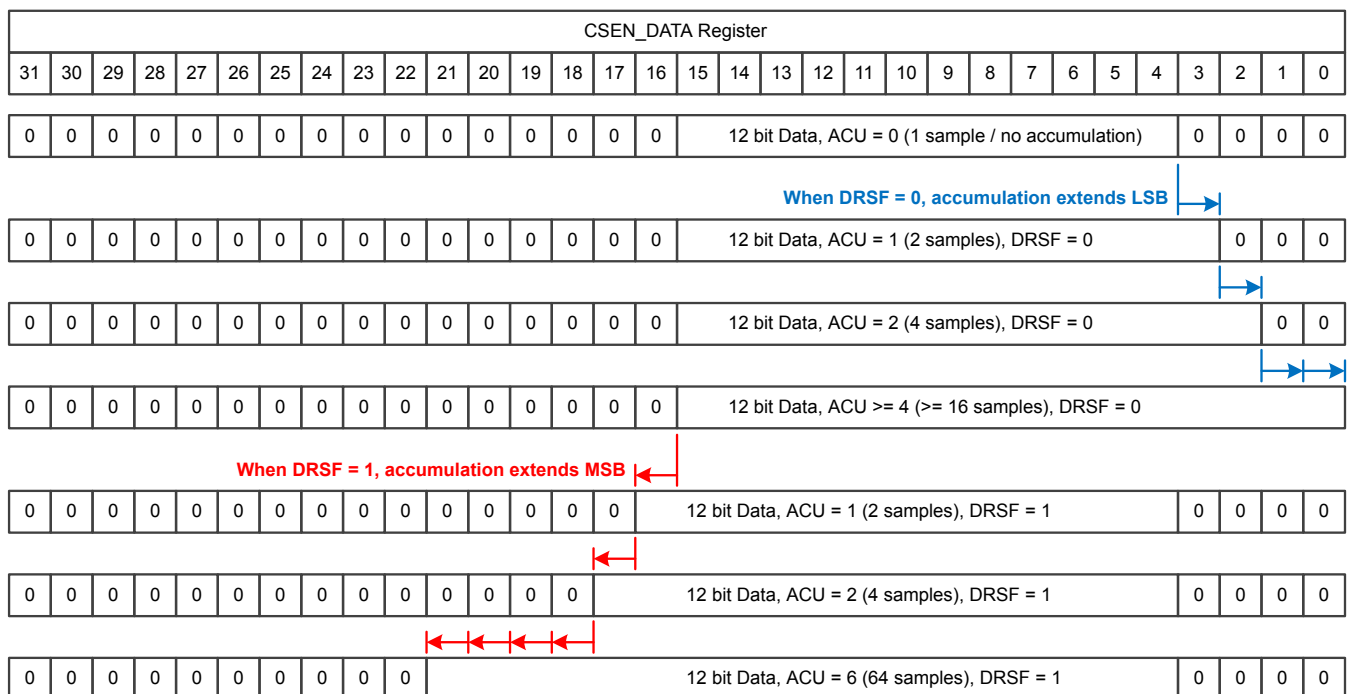 CSEN_DATA Register
31 30 29 28 27 26 25 24 23 22 21 20 19 18 17 16 15 14 13 12 11 10 9 8 7 6 5 4 3 2 1 0
0 0 0 0 0 0 0 0 0 0 0 0 0 0 0 0 12 bit Data, ACU = 0 (1 sample / no accumulation) 0 0 0 0
When DRSF = 0, accumulation extends LSB
0 0 0 0 0 0 0 0 0 0 0 0 0 0 0 0 12 bit Data, ACU = 1 (2 samples), DRSF = 0 0 0 0
0 0 0 0 0 0 0 0 0 0 0 0 0 0 0 0 12 bit Data, ACU = 2 (4 samples), DRSF = 0 0 0
0 0 0 0 0 0 0 0 0 0 0 0 0 0 0 0 12 bit Data, ACU >= 4 (>= 16 samples), DRSF = 0
When DRSF = 1, accumulation extends MSB
0 0 0 0 0 0 0 0 0 0 0 0 0 0 0 12 bit Data, ACU = 1 (2 samples), DRSF = 1 0 0 0 0
0 0 0 0 0 0 0 0 0 0 0 0 0 0 12 bit Data, ACU = 2 (4 samples), DRSF = 1 0 0 0 0
0 0 0 0 0 0 0 0 0 0 12 bit Data, ACU = 6 (64 samples), DRSF = 1 0 0 0 0